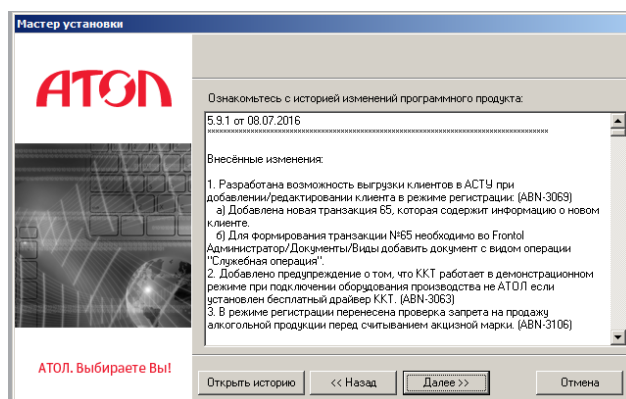 Мастер установки
АТОЛ
Ознакомьтесь с историей изменений программного продукта:
5.9.1 от 08.07.2016
Внесённые изменения:
1. Разработана возможность выгрузки клиентов в АСТУ при
добавлении/редактировании клиента в режиме регистрации: (ABN-3069)
а) Добавлена новая транзакция 65, которая содержит информацию о новом
клиенте.
б) Для формирования транзакции №65 необходимо во Frontol
Администратор/Документы/Виды добавить документ с видом операции
"Служебная операция".
2. Добавлено предупреждение о том, что ККТ работает в демонстрационном
режиме при подключении оборудования производства не АТОЛ если
установлен бесплатный драйвер ККТ. (ABN-3063)
3. В режиме регистрации перенесена проверка запрета на продажу
алкогольной продукции перед считыванием акцизной марки. (ABN-3106)
АТОЛ. Выбираете Вы!
Открыть историю
<< Назад
Далее >>
Отмена